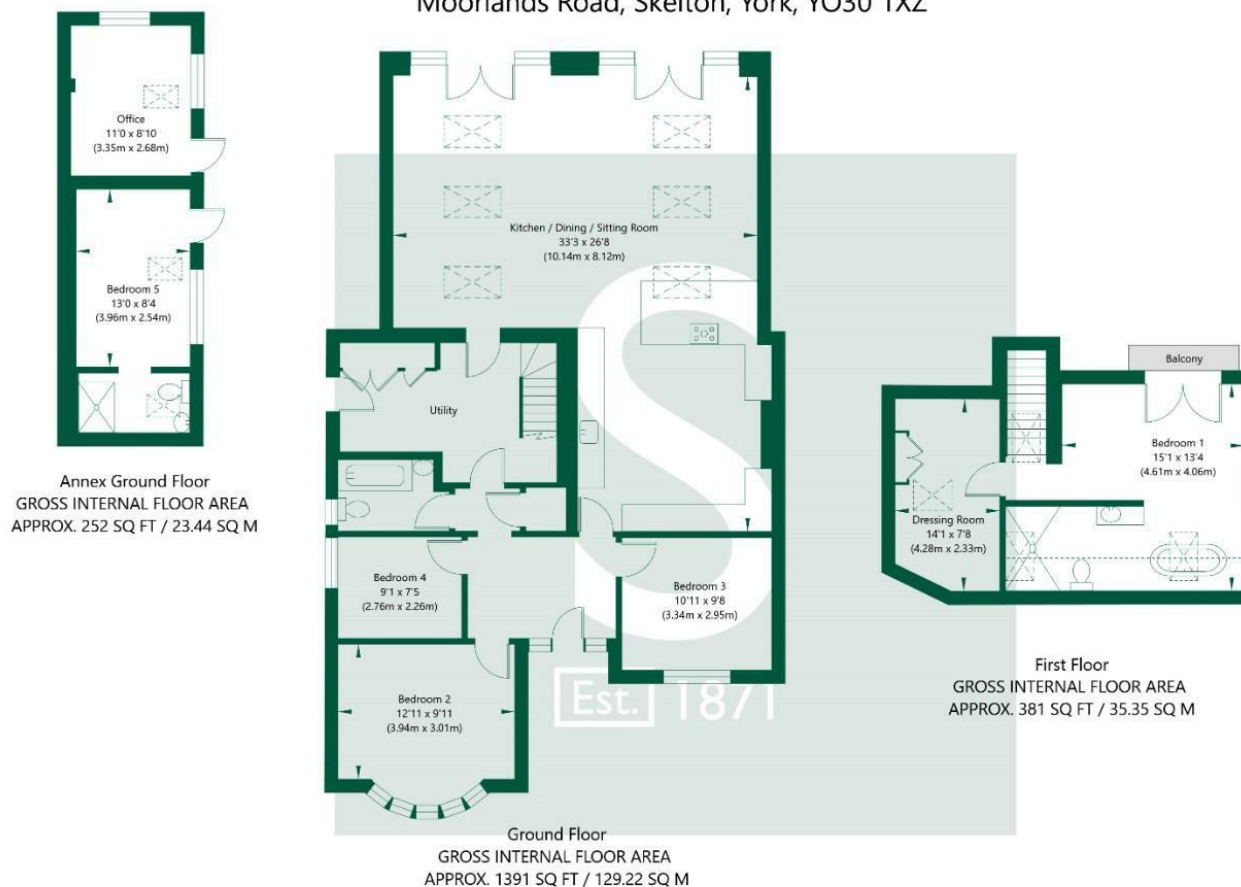 Moorlands Road, Skelton, York, YO30 1XZ
Office
11'0 x 8'10
(3.35m x 2.68m)
Bedroom 5
13'0 x 8'4
(3.96m x 2.54m)
Annex Ground Floor
GROSS INTERNAL FLOOR AREA
APPROX. 252 SQ FT / 23.44 SQ M
Kitchen / Dining / Sitting Room
33'3 x 26'8
(10.14m x 8.12m)
Utility
Bedroom 4
9'1 x 7'5
(2.76m x 2.26m)
Bedroom 3
10'11 x 9'8
(3.34m x 2.95m)
Bedroom 2
12'11 x 9'11
(3.94m x 3.01m)
S
Est. 1871
Ground Floor
GROSS INTERNAL FLOOR AREA
APPROX. 1391 SQ FT / 129.22 SQ M
Balcony
Bedroom 1
15'1 x 13'4
(4.61m x 4.06m)
Dressing Room
14'1 x 7'8
(4.28m x 2.33m)
First Floor
GROSS INTERNAL FLOOR AREA
APPROX. 381 SQ FT / 35.35 SQ M